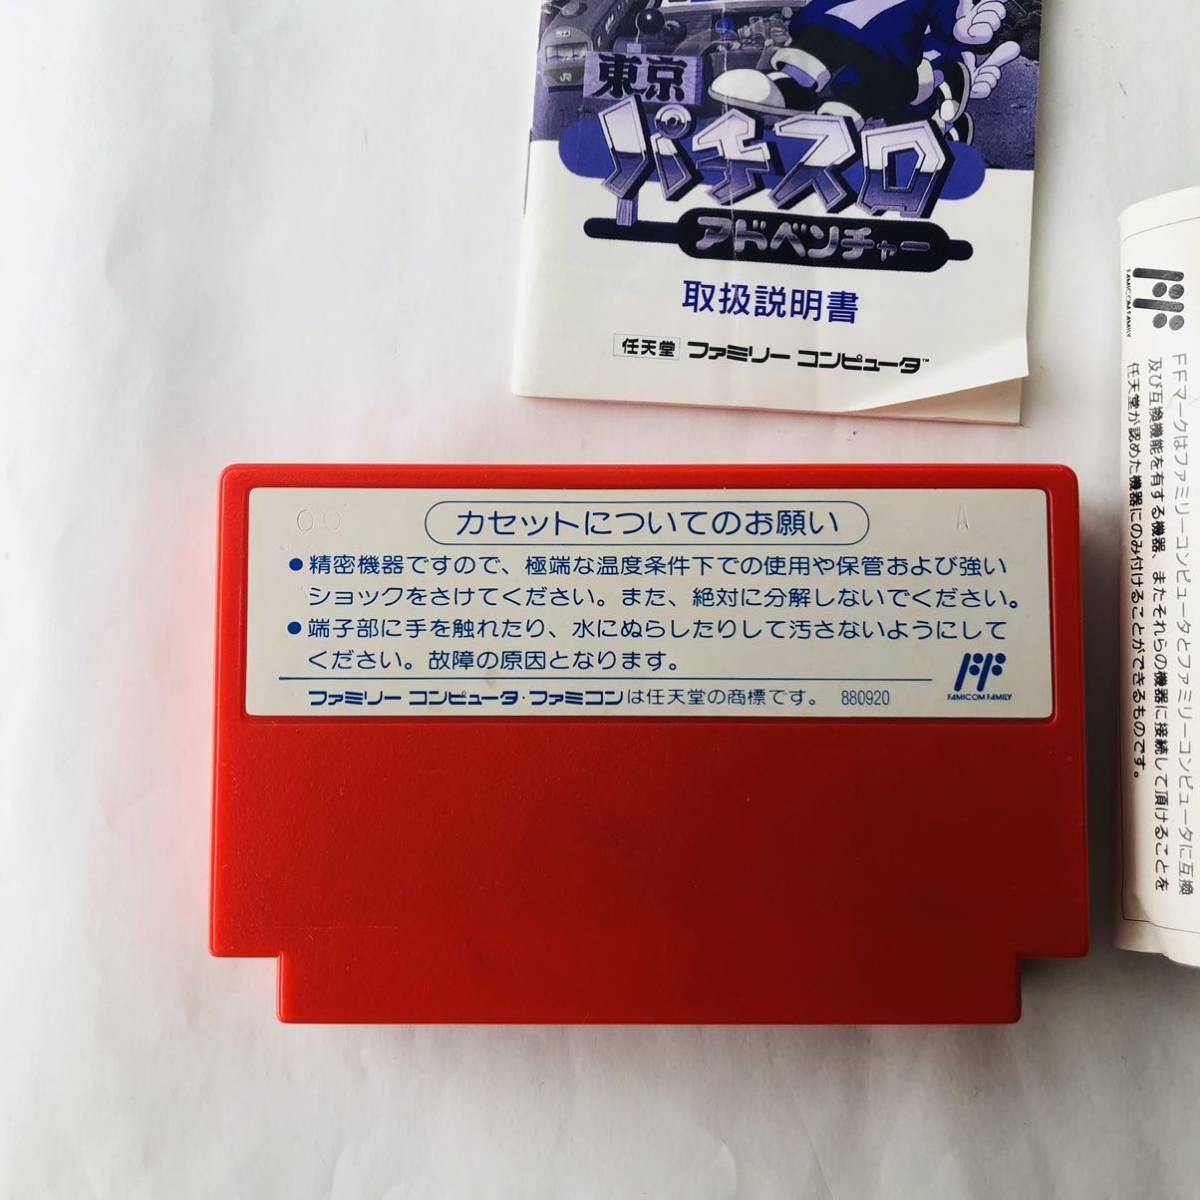 JR
東京
パチスロ
アドベンチャー
取扱説明書
任天堂 ファミリー コンピュータ™
FAMICOM FAMILY
FFマークはファミリーコンピュータとファミリーコンピュータに互換
及び互換機能を有する機器、またそれらの機器に接続して頂けることを
任天堂が認めた機器にのみ付けることができるものです。
00 カセットについてのお願い A
●精密機器ですので、極端な温度条件下での使用や保管および強い
ショックをさけてください。また、絶対に分解しないでください。
●端子部に手を触れたり、水にぬらしたりして汚さないようにして
ください。故障の原因となります。
FAMICOM FAMILY
ファミリー コンピュータ・ファミコンは任天堂の商標です。 880920